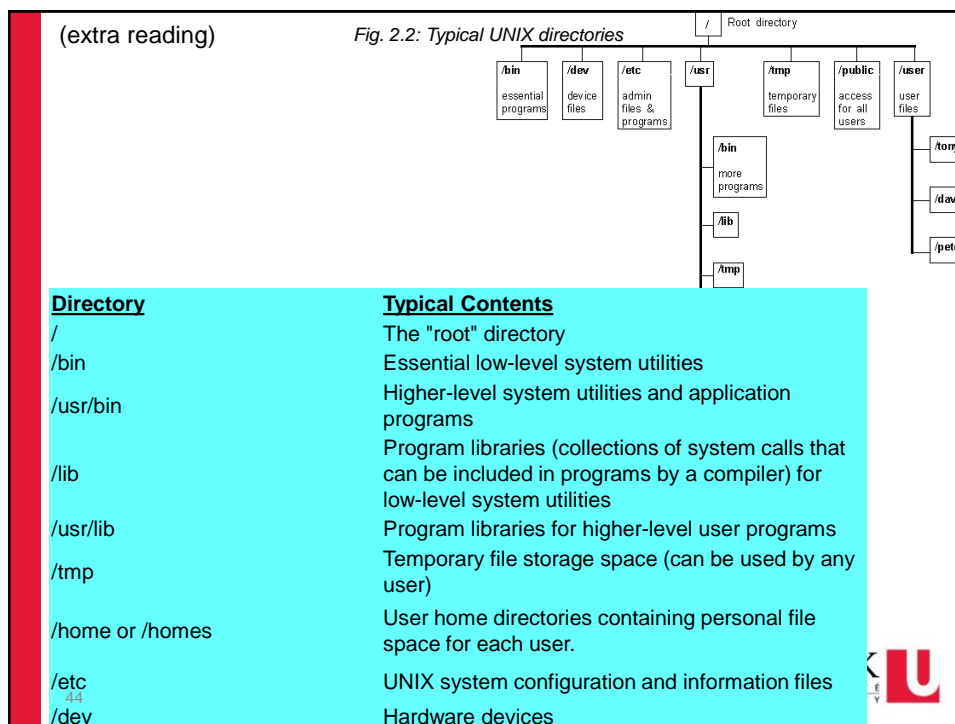 (extra reading)
Fig. 2.2: Typical UNIX directories
/ Root directory
/bin
essential
programs
/dev
device
files
/etc
admin
files &
programs
/usr
/tmp
temporary
files
/public
access
for all
users
/user
user
files
/bin
more
programs
/lib
/tmp
/tony
/dav
/pete
Directory Typical Contents
/ The "root" directory
/bin Essential low-level system utilities
/usr/bin Higher-level system utilities and application
programs
/lib Program libraries (collections of system calls that
can be included in programs by a compiler) for
low-level system utilities
/usr/lib Program libraries for higher-level user programs
/tmp Temporary file storage space (can be used by any
user)
/home or /homes User home directories containing personal file
space for each user.
/etc UNIX system configuration and information files
44
/dev Hardware devices
K
É
Y
U